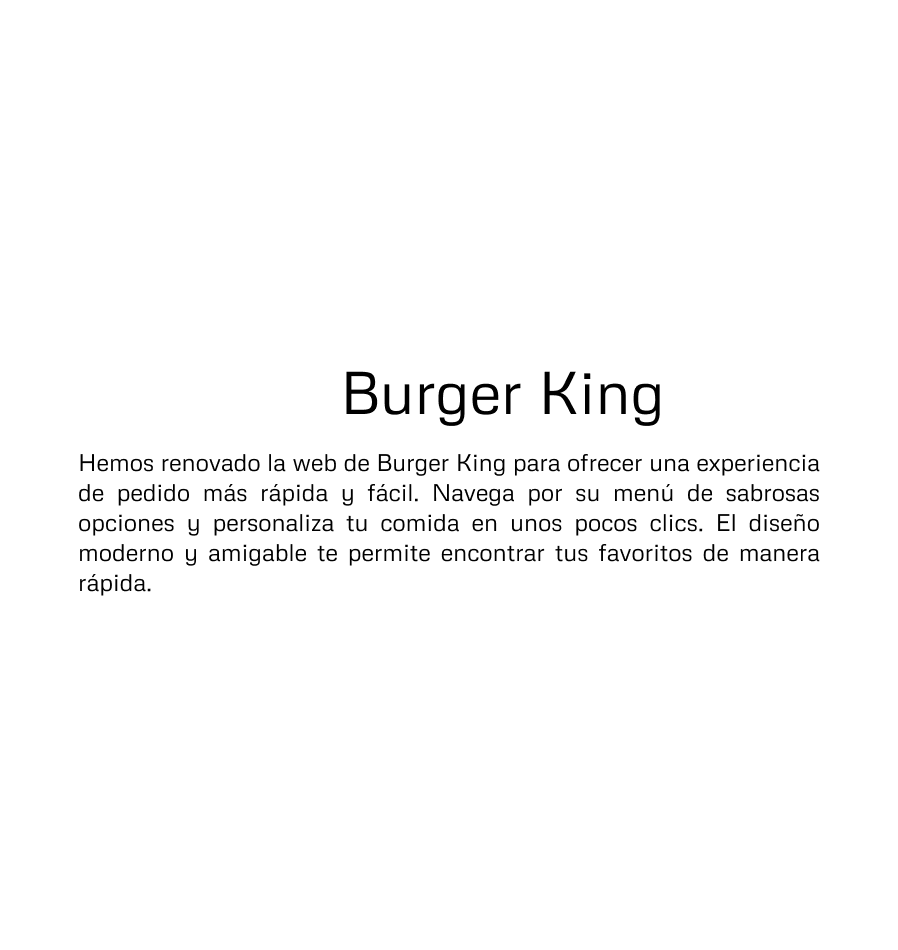 Burger King
Hemos renovado la web de Burger King para ofrecer una experiencia
de pedido más rápida y fácil. Navega por su menú de sabrosas
opciones y personaliza tu comida en unos pocos clics. El diseño
moderno y amigable te permite encontrar tus favoritos de manera
rápida.